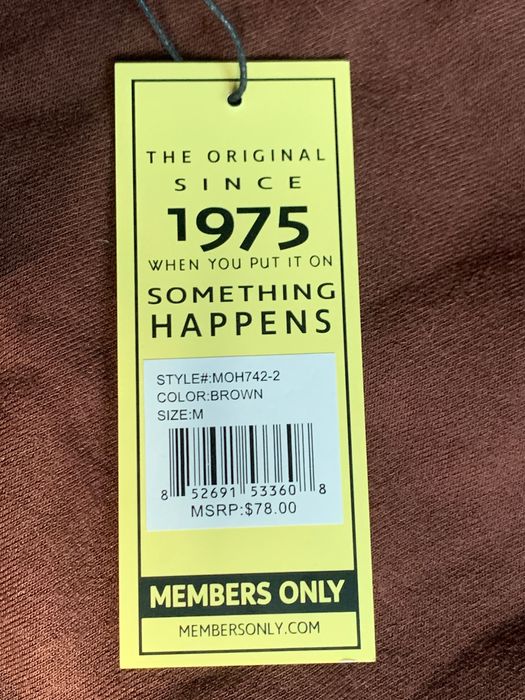 THE ORIGINAL
SINCE
1975
WHEN YOU PUT IT ON
SOMETHING
HAPPENS
STYLE#:MOH742-2
COLOR:BROWN
SIZE:M
8 52691 53360 8
MSRP:$78.00
MEMBERS ONLY
MEMBERSONLY.COM